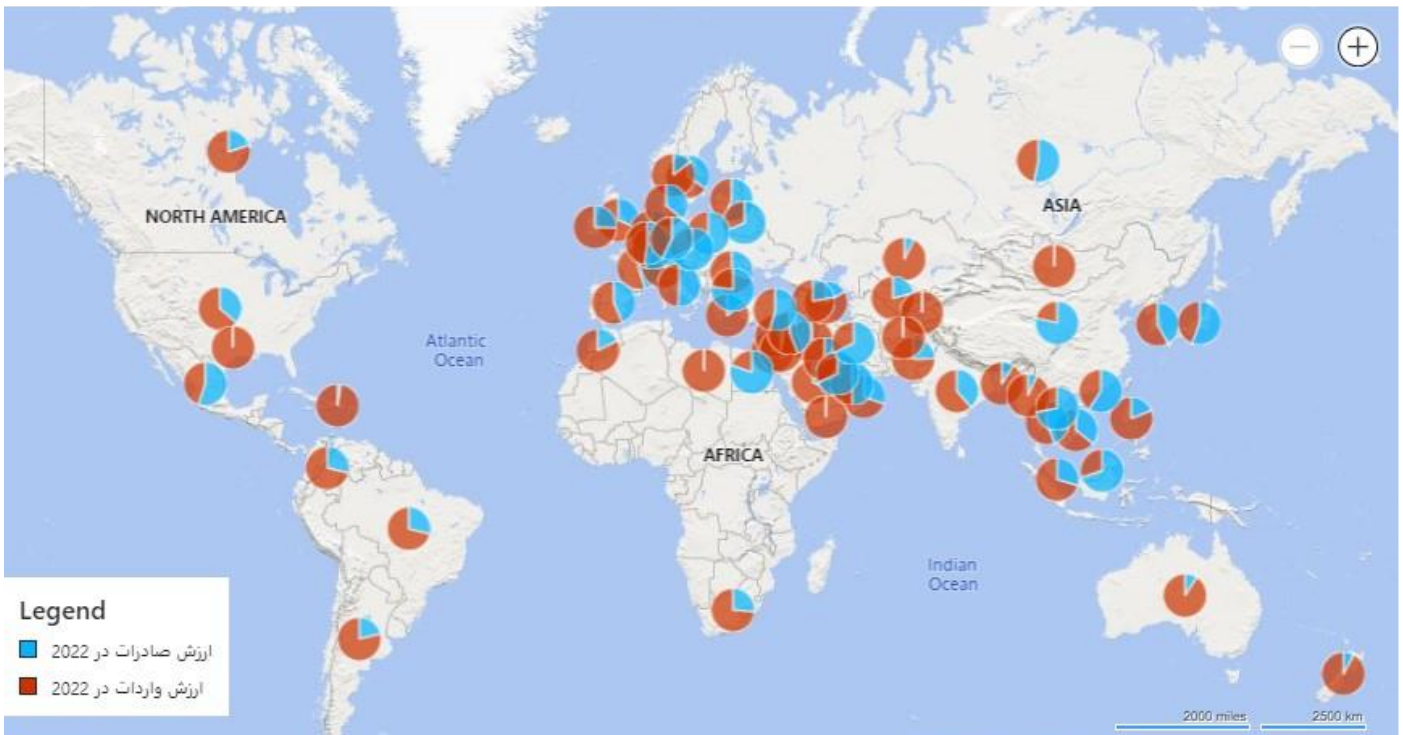 NORTH AMERICA
ASIA
Atlantic
Ocean
AFRICA
Indian
Ocean
Legend
ارزش صادرات در 2022
ارزش واردات در 2022
2000 miles
2500 km